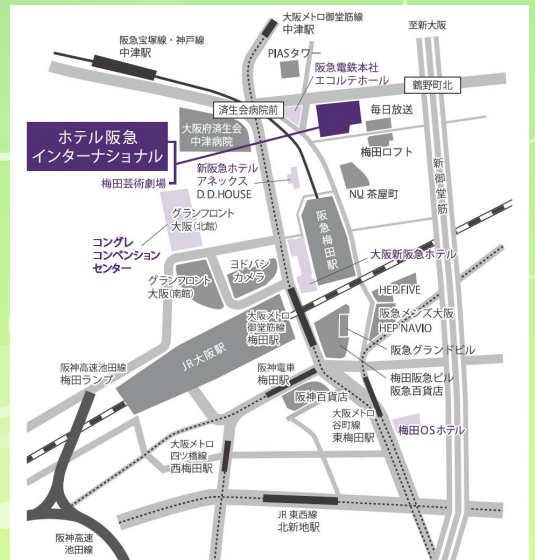 大阪メトロ御堂筋線
中津駅
至新大阪
阪急宝塚線・神戸線
中津駅
PIASタワー
阪急電鉄本社
エコルテホール
鶴野町北
済生会病院前
毎日放送
大阪府済生会
中津病院
ホテル阪急
インターナショナル
梅田ロフト
新御堂筋
新阪急ホテル
アネックス
D.D.HOUSE
梅田芸術劇場
NU 茶屋町
グランフロント
大阪(北館)
阪急梅田駅
コングレ
コンベンション
センター
大阪新阪急ホテル
ヨドバシ
カメラ
グランフロント
大阪(南館)
HEP FIVE
大阪メトロ
御堂筋線
梅田駅
阪急メンズ大阪
HEP NAVIO
JR大阪駅
阪急グランドビル
阪神高速池田線
梅田ランプ
阪神電車
梅田駅
梅田阪急ビル
阪急百貨店
阪神百貨店
大阪メトロ
谷町線
東梅田駅
梅田OSホテル
大阪メトロ
四ツ橋線
西梅田駅
JR東西線
北新地駅
阪神高速
池田線